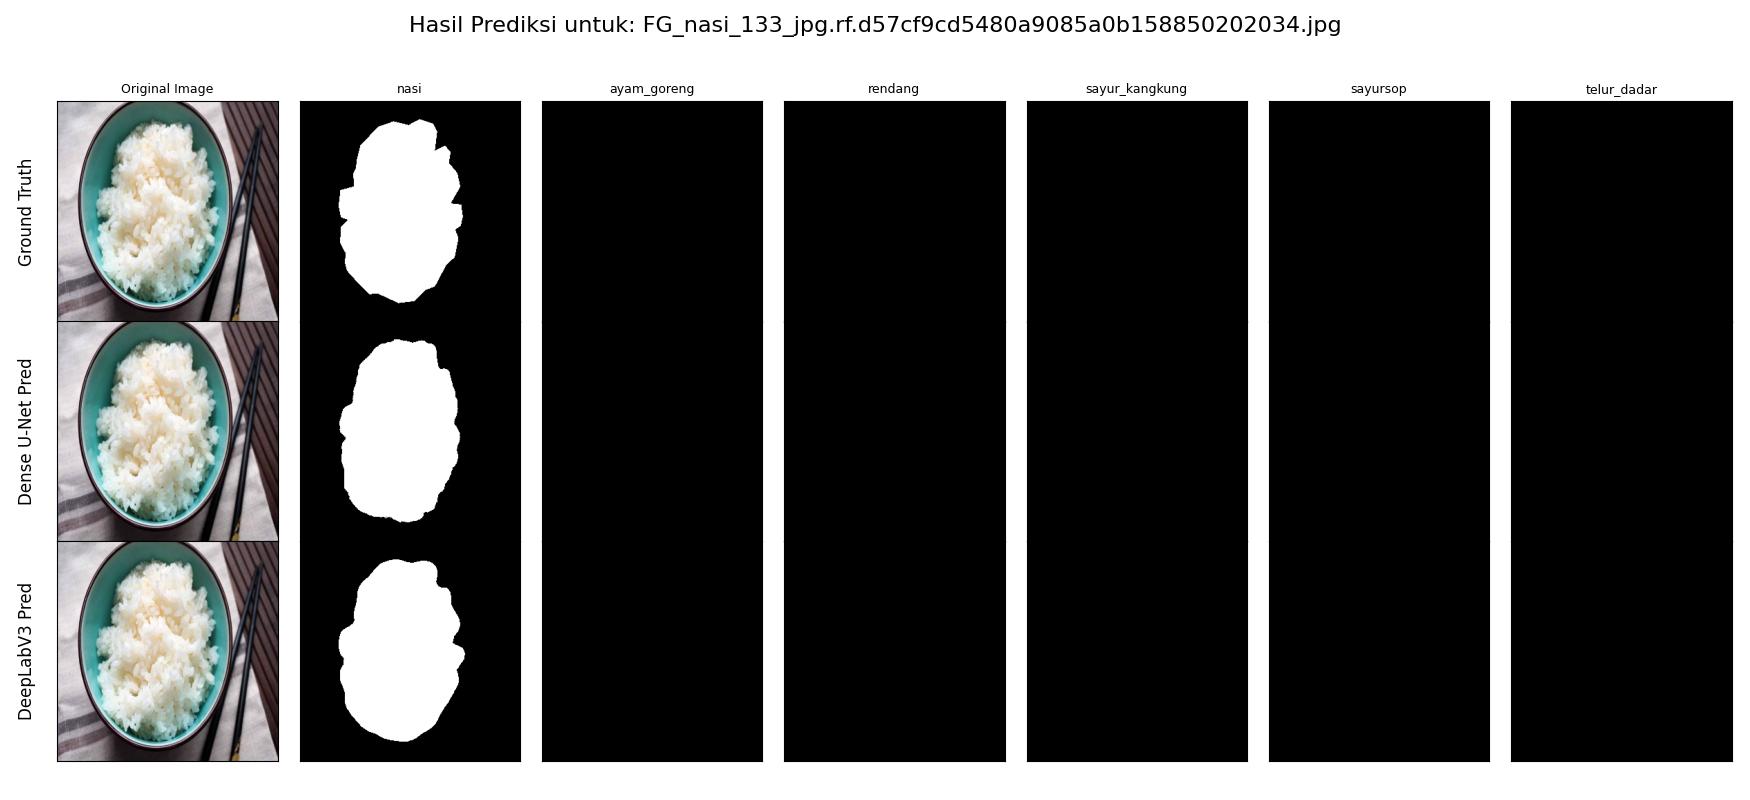 Hasil Prediksi untuk: FG_nasi_133_jpg.rf.d57cf9cd5480a9085a0b158850202034.jpg
Original Image nasi ayam_goreng rendang sayur_kangkung sayursop telur_dadar
Ground Truth
Dense U-Net Pred
DeepLabV3 Pred